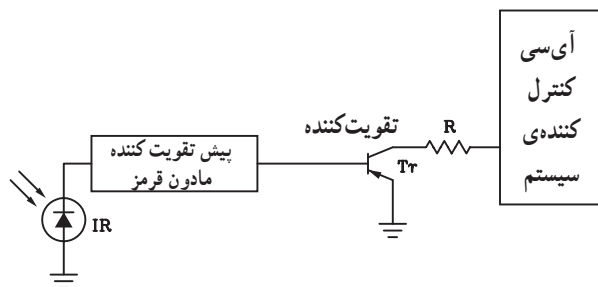 آی‌سی
کنترل
کننده‌ی
سیستم
تقویت‌کننده
R
Tr
پیش تقویت کننده
مادون قرمز
IR